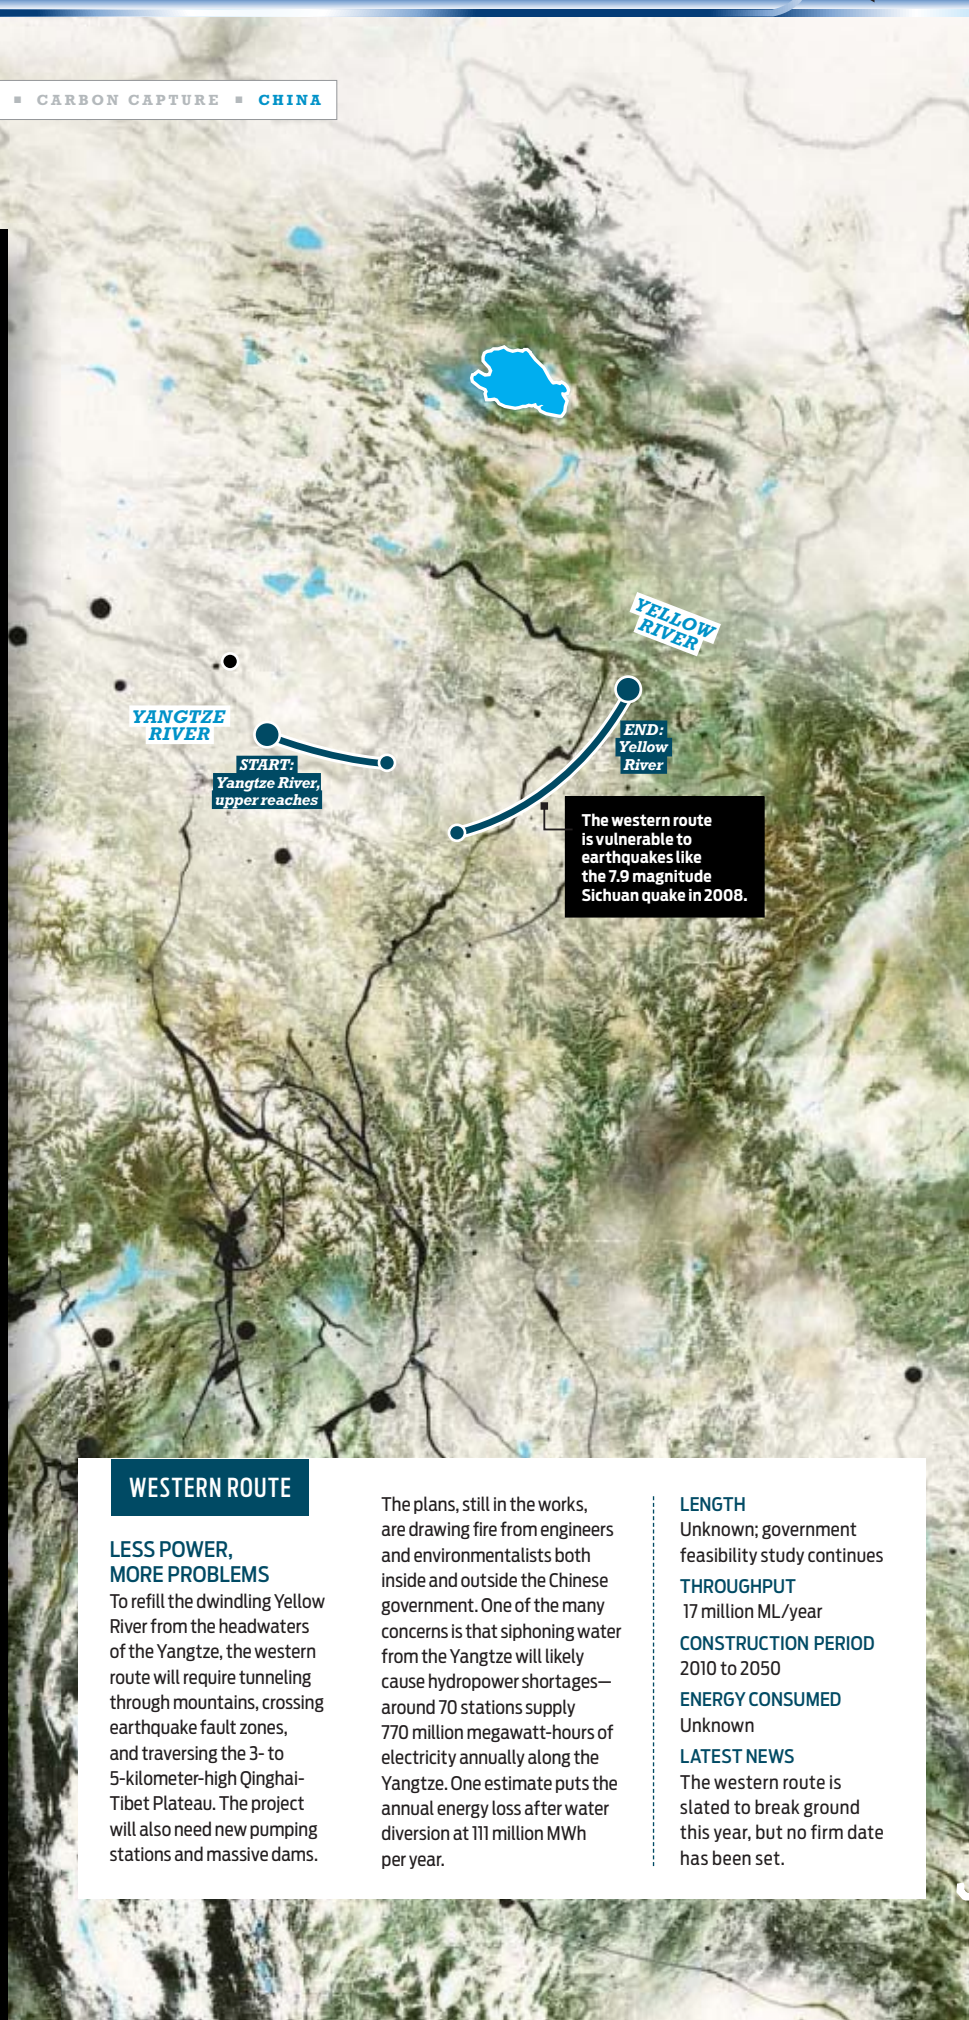 ■ CARBON CAPTURE ■ CHINA
YELLOW
RIVER
YANGTZE
RIVER
START:
Yangtze River,
upper reaches
END:
Yellow
River
The western route
is vulnerable to
earthquakes like
the 7.9 magnitude
Sichuan quake in 2008.
WESTERN ROUTE
LESS POWER,
MORE PROBLEMS
To refill the dwindling Yellow
River from the headwaters
of the Yangtze, the western
route will require tunneling
through mountains, crossing
earthquake fault zones,
and traversing the 3- to
5-kilometer-high Qinghai-
Tibet Plateau. The project
will also need new pumping
stations and massive dams.
The plans, still in the works,
are drawing fire from engineers
and environmentalists both
inside and outside the Chinese
government. One of the many
concerns is that siphoning water
from the Yangtze will likely
cause hydropower shortages—
around 70 stations supply
770 million megawatt-hours of
electricity annually along the
Yangtze. One estimate puts the
annual energy loss after water
diversion at 111 million MWh
per year.
LENGTH
Unknown; government
feasibility study continues
THROUGHPUT
17 million ML/year
CONSTRUCTION PERIOD
2010 to 2050
ENERGY CONSUMED
Unknown
LATEST NEWS
The western route is
slated to break ground
this year, but no firm date
has been set.